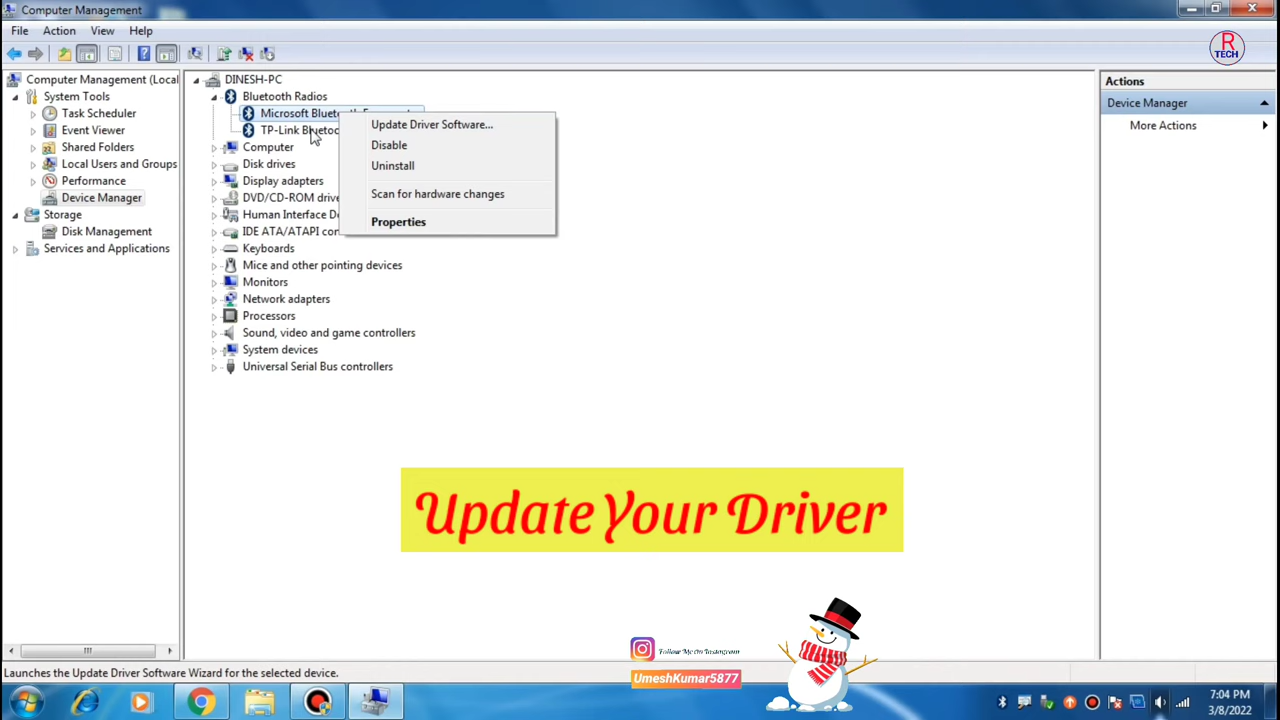 Computer Management
File Action View Help
R
TECH
Computer Management (Local
System Tools
Task Scheduler
Event Viewer
Shared Folders
Local Users and Groups
Performance
Device Manager
Storage
Disk Management
Services and Applications
DINESH-PC
Bluetooth Radios
Microsoft
TP-Link
Computer
Disk drives
Display adapters
DVD/CD-ROM
Human Interface
IDE ATA/ATAPI
Keyboards
Mice and other pointing devices
Monitors
Network adapters
Processors
Sound, video and game controllers
System devices
Universal Serial Bus controllers
Update Driver Software...
Disable
Uninstall
Scan for hardware changes
Properties
Actions
Device Manager
More Actions
Update Your Driver
Follow Me On Instagram
UmeshKumar5877
Launches the Update Driver Software Wizard for the selected device.
7:04 PM
3/8/2022